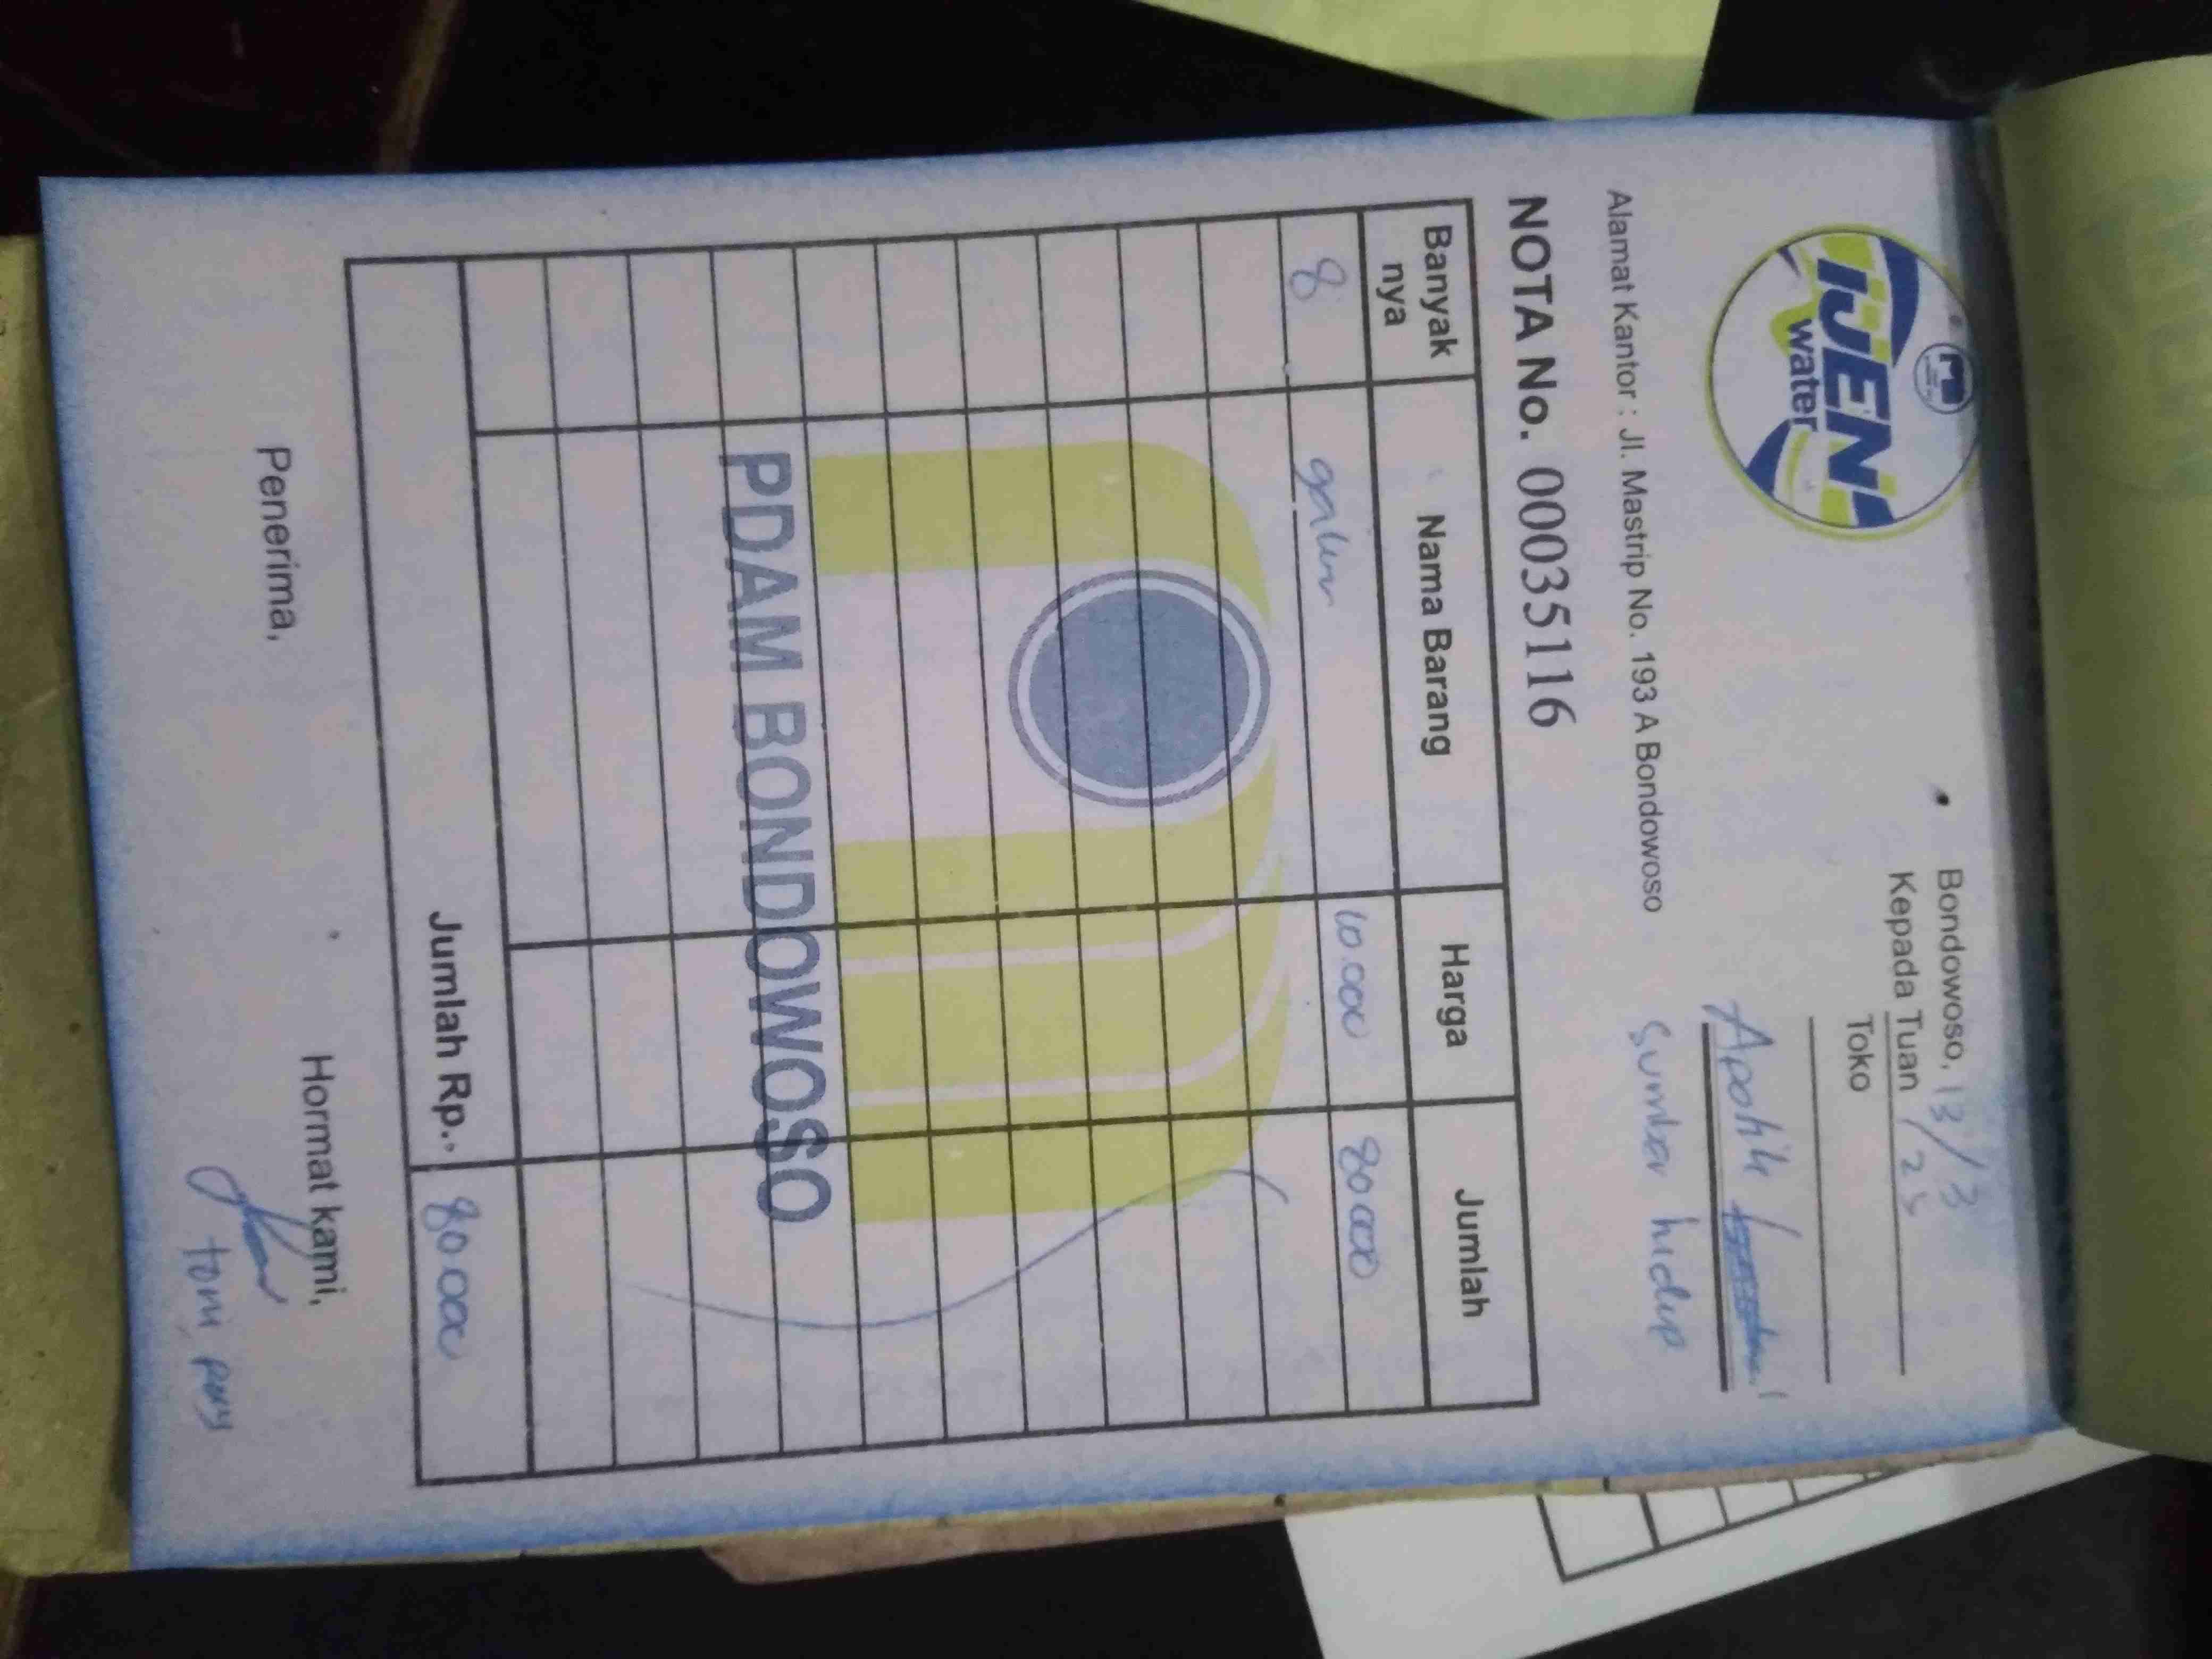 IJEN
water
Bondowoso, 13/3
Kepada Tuan / 25
Toko
Alamat Kantor : Jl. Mastrip No. 193 A Bondowoso
Apotik
Sumber hidup
NOTA No. 00035116
Banyak nya Nama Barang Harga Jumlah
8 galon 10.000 80.000
PDAM BONDOWOSO
Jumlah Rp.. 80.000
Penerima, Hormat kami,
toni